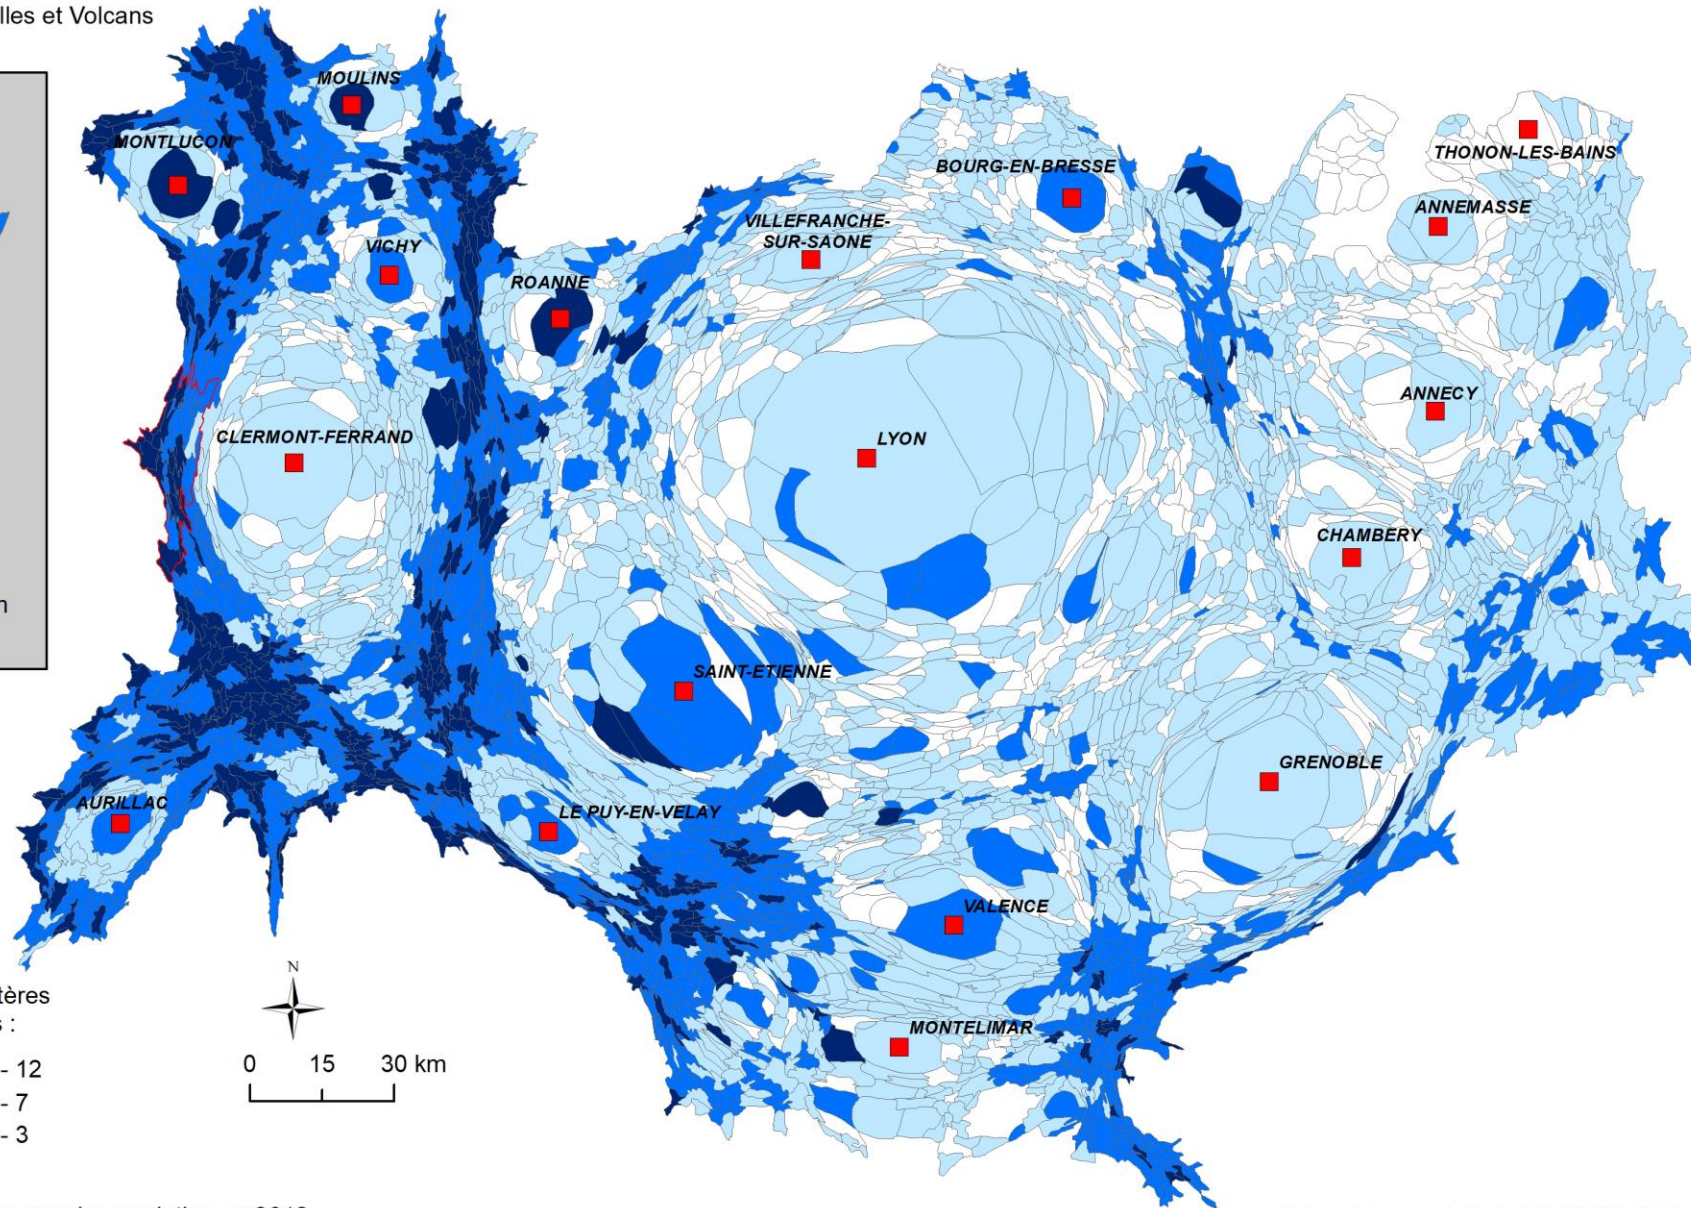 lles et Volcans
MOULINS
MONTLUCON
THONON-LES-BAINS
BOURG-EN-BRESSE
ANNEMASSE
VILLEFRANCHE-
SUR-SAONE
VICHY
ROANNE
ANNECY
CLERMONT-FERRAND
LYON
CHAMBERY
n
SAINT-ETIENNE
GRENOBLE
AURILLAC
LE PUY-EN-VELAY
VALENCE
N
tères
s :
MONTELIMAR
0 15 30 km
- 12
- 7
- 3